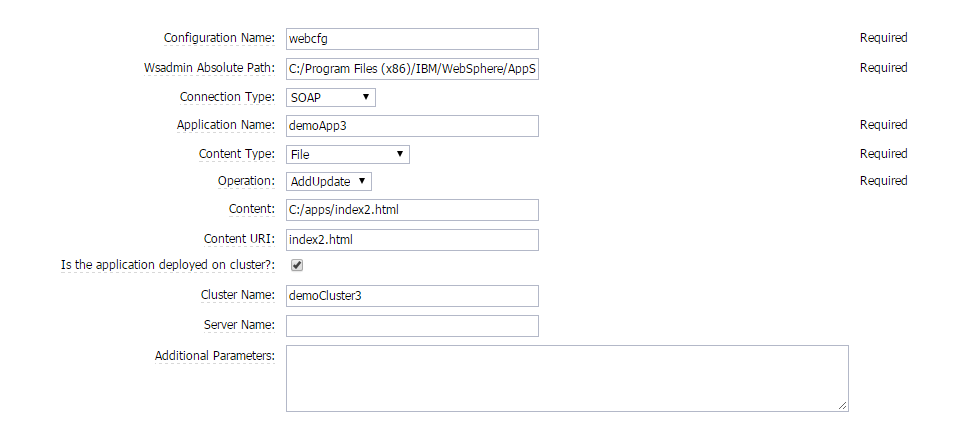 Configuration Name: webcfg Required
Wsadmin Absolute Path: C:/Program Files (x86)/IBM/WebSphere/AppS Required
Connection Type: SOAP
Application Name: demoApp3 Required
Content Type: File Required
Operation: AddUpdate Required
Content: C:/apps/index2.html
Content URI: index2.html
Is the application deployed on cluster?:
Cluster Name: demoCluster3
Server Name:
Additional Parameters: